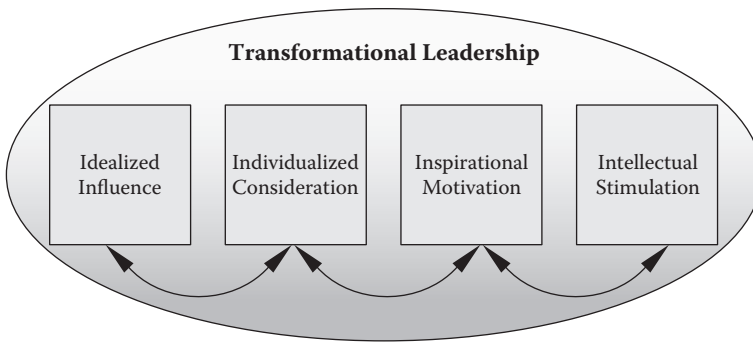 Transformational Leadership
Idealized
Influence
Individualized
Consideration
Inspirational
Motivation
Intellectual
Stimulation